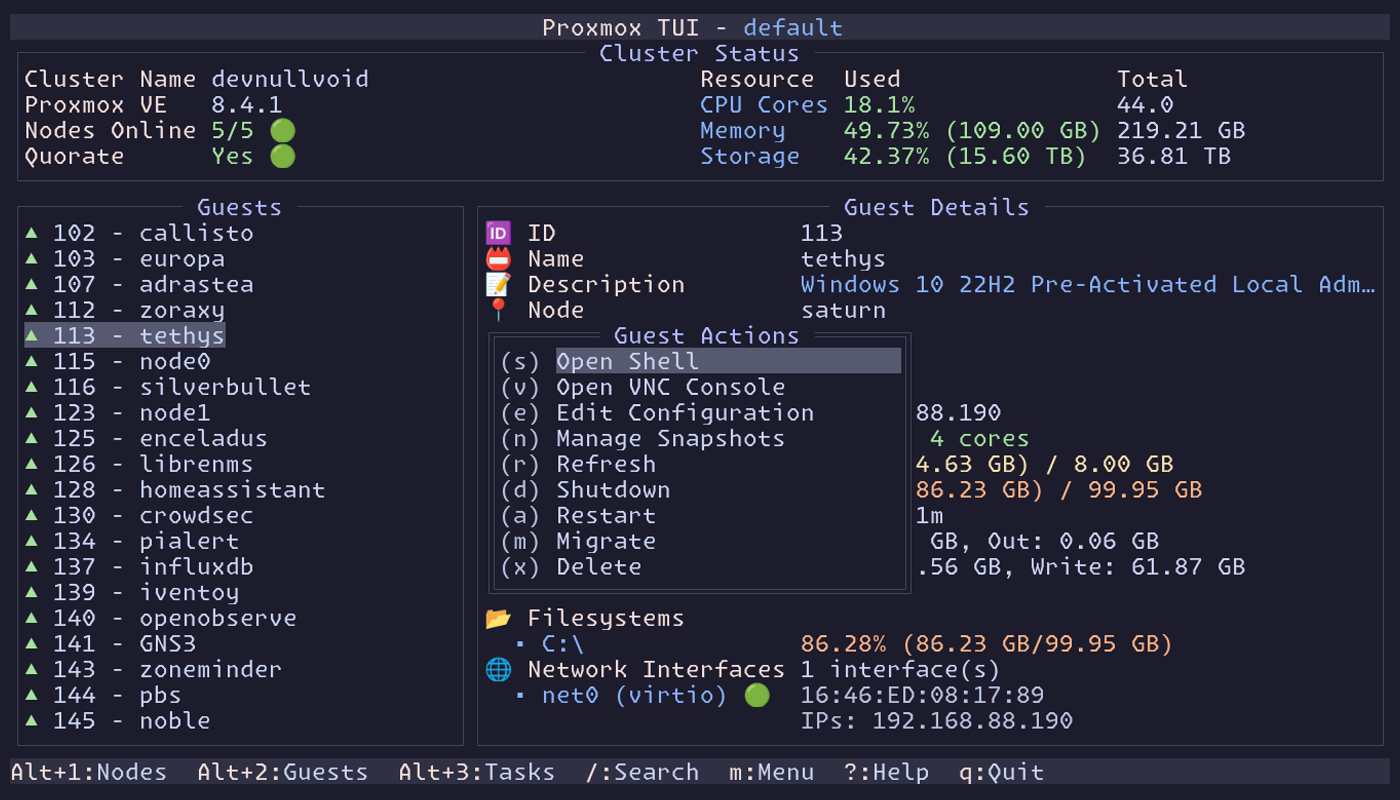 Proxmox TUI - default
Cluster Status
Cluster Name devnullvoid
Proxmox VE 8.4.1
Nodes Online 5/5
Quorate Yes
Resource Used Total
CPU Cores 18.1% 44.0
Memory 49.73% (109.00 GB) 219.21 GB
Storage 42.37% (15.60 TB) 36.81 TB
Guests
102 - callisto
103 - europa
107 - adrastea
112 - zoraxy
113 - tethys
115 - node0
116 - silverbullet
123 - node1
125 - enceladus
126 - librenms
128 - homeassistant
130 - crowdsec
134 - pialert
137 - influxdb
139 - iventoy
140 - openobserve
141 - GNS3
143 - zoneminder
144 - pbs
145 - noble
Guest Details
🆔 ID 113
Name tethys
Description Windows 10 22H2 Pre-Activated Local Adm…
Node saturn
Guest Actions
(s) Open Shell
(v) Open VNC Console
(e) Edit Configuration
(n) Manage Snapshots
(r) Refresh
(d) Shutdown
(a) Restart
(m) Migrate
(x) Delete
88.190
4 cores
4.63 GB) / 8.00 GB
86.23 GB) / 99.95 GB
1m
GB, Out: 0.06 GB
.56 GB, Write: 61.87 GB
Filesystems
▪ C:\ 86.28% (86.23 GB/99.95 GB)
Network Interfaces 1 interface(s)
▪ net0 (virtio) 16:46:ED:08:17:89
IPs: 192.168.88.190
Alt+1:Nodes Alt+2:Guests Alt+3:Tasks /:Search m:Menu ?:Help q:Quit